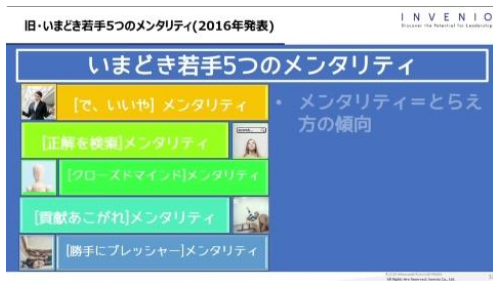 旧・いまどき若手5つのメンタリティ(2016年発表)
INVENIO
Discover the Potential for Leadership
いまどき若手5つのメンタリティ
[で、いいや] メンタリティ
[正解を検索]メンタリティ
[クローズドマインド]メンタリティ
[貢献あこがれ]メンタリティ
[勝手にプレッシャー]メンタリティ
• メンタリティ=とらえ
方の傾向